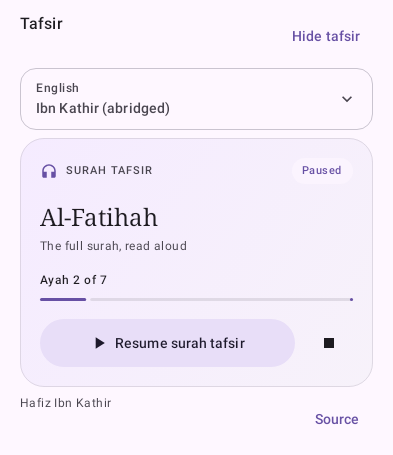 Tafsir
Hide tafsir
English
Ibn Kathir (abridged)
SURAH TAFSIR
Paused
Al-Fatihah
The full surah, read aloud
Ayah 2 of 7
Resume surah tafsir
Hafiz Ibn Kathir
Source